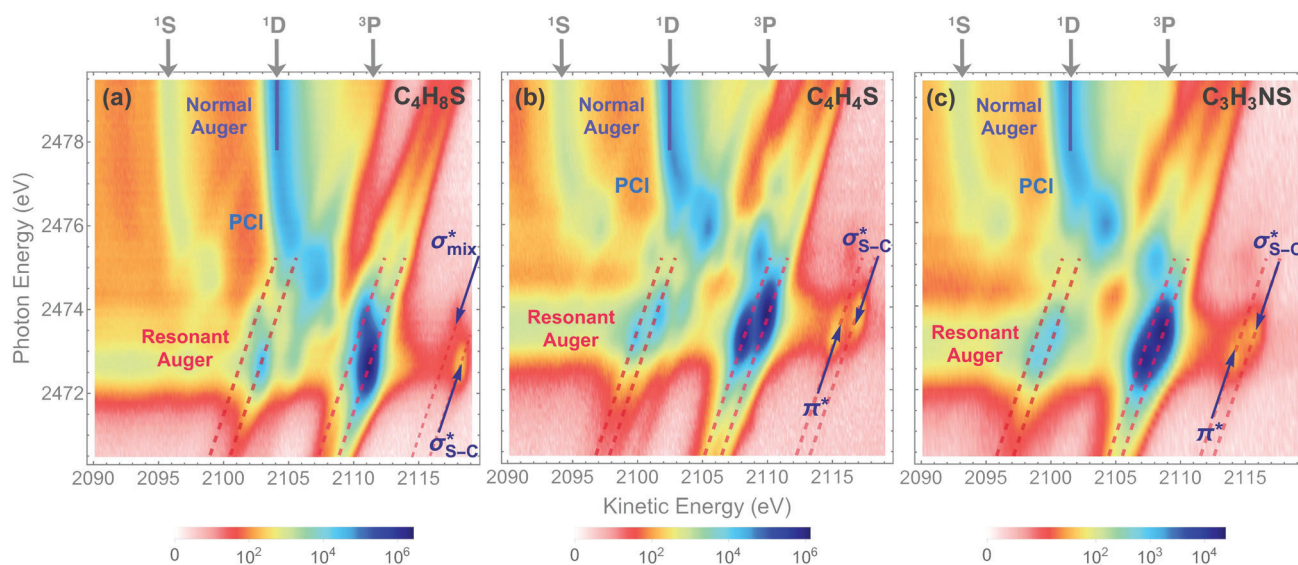 ¹S ¹D ³P ¹S ¹D ³P ¹S ¹D ³P
(a) Normal Auger C₄H₈S
PCI
σ*mix
Resonant Auger
σ*S–C
(b) Normal Auger C₄H₄S
PCI
σ*S–C
Resonant Auger
π*
(c) Normal Auger C₃H₃NS
PCI
σ*S–C
Resonant Auger
π*
Photon Energy (eV)
2478
2476
2474
2472
2090 2095 2100 2105 2110 2115
2090 2095 2100 2105 2110 2115
2090 2095 2100 2105 2110 2115
Kinetic Energy (eV)
0 10² 10⁴ 10⁶
0 10² 10⁴ 10⁶
0 10² 10³ 10⁴